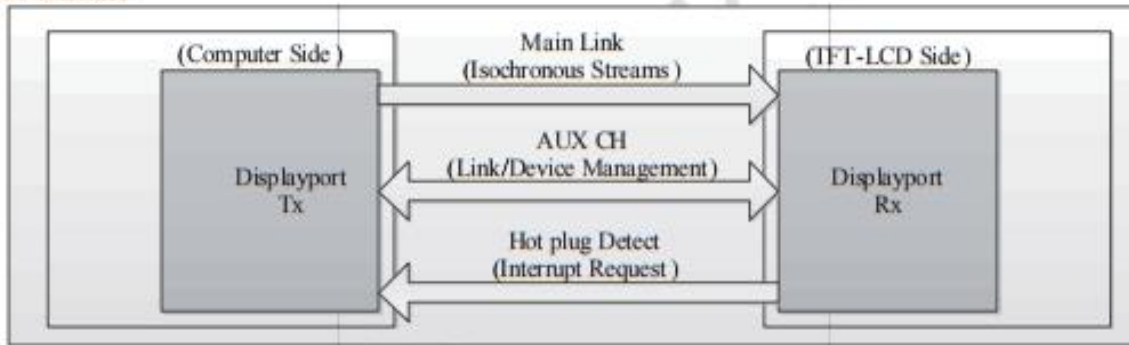 Main Link
(Isochronous Streams)
(Computer Side)
(TFT-LCD Side)
AUX CH
(Link/Device Management)
Displayport
Tx
Displayport
Rx
Hot plug Detect
(Interrupt Request)